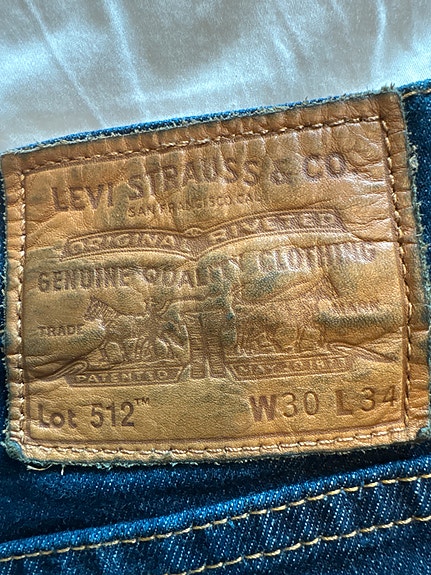 LEVI STRAUSS & CO
SAN FRANCISCO CAL.
ORIGINAL RIVETED
GENUINE QUALITY CLOTHING
TRADE MARK
PATENTED MAY 20 1873
Lot 512™ W30 L34